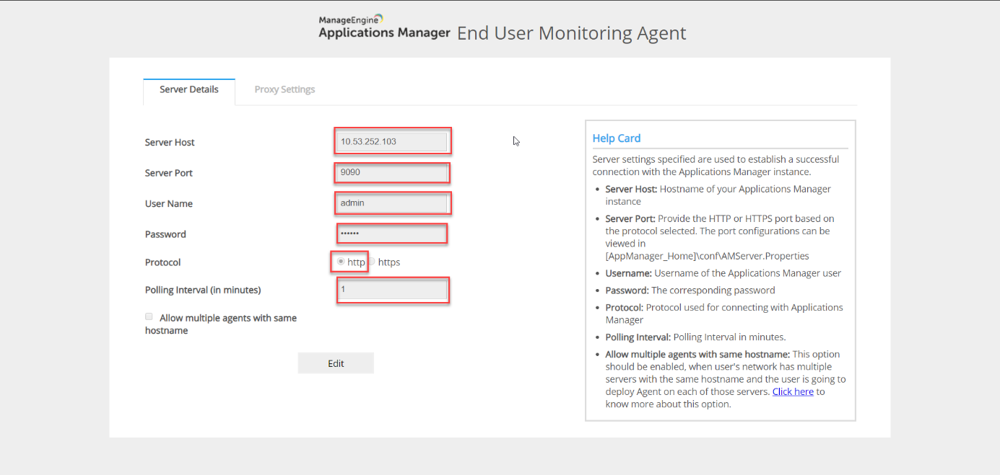 ManageEngine
Applications Manager End User Monitoring Agent
Server Details
Proxy Settings
Server Host
10.53.252.103
Server Port
9090
User Name
admin
Password
••••••
Protocol
http
https
Polling Interval (in minutes)
1
Allow multiple agents with same
hostname
Edit
Help Card
Server settings specified are used to establish a successful
connection with the Applications Manager instance.
• Server Host: Hostname of your Applications Manager
instance
• Server Port: Provide the HTTP or HTTPS port based on
the protocol selected. The port configurations can be
viewed in
[AppManager_Home]\conf\AMServer.Properties
• Username: Username of the Applications Manager user
• Password: The corresponding password
• Protocol: Protocol used for connecting with Applications
Manager
• Polling Interval: Polling Interval in minutes.
• Allow multiple agents with same hostname: This option
should be enabled, when user's network has multiple
servers with the same hostname and the user is going to
deploy Agent on each of those servers. Click here to
know more about this option.